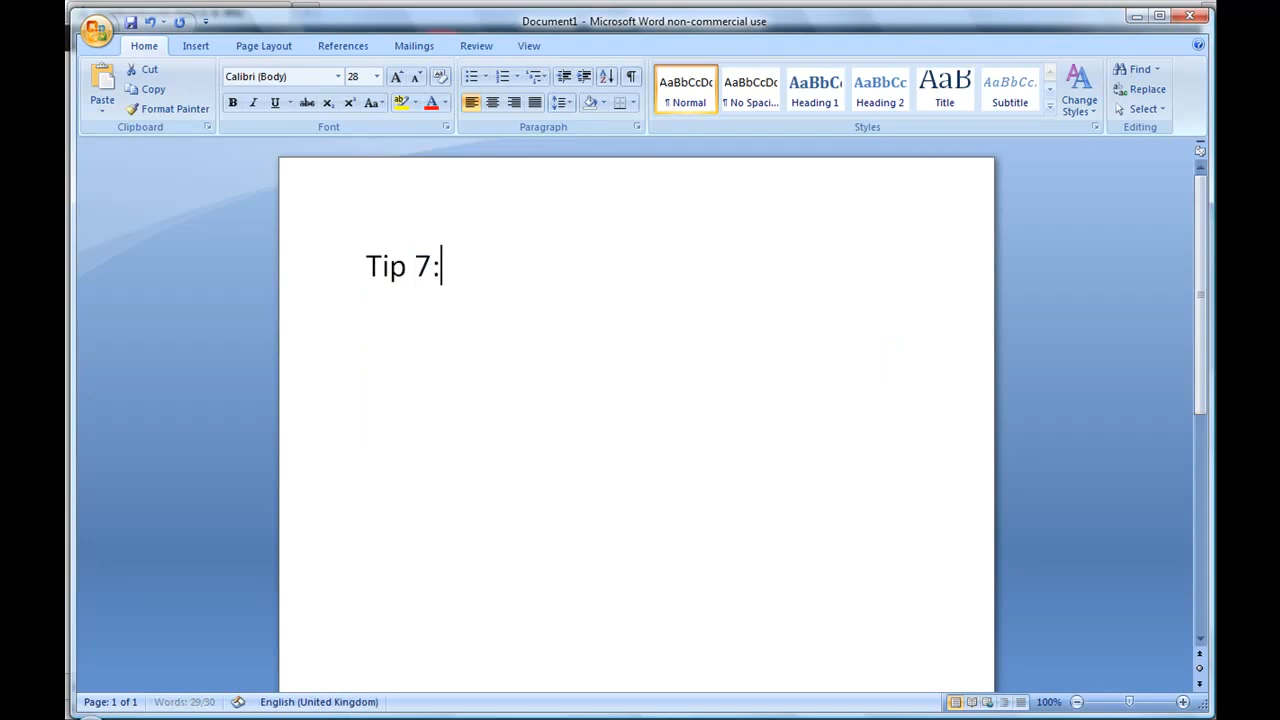 Document1 - Microsoft Word non-commercial use
Home Insert Page Layout References Mailings Review View
Paste
Cut
Copy
Format Painter
Clipboard
Calibri (Body) 28
B I U abc x₂ x² Aa
Font
Paragraph
AaBbCcDc AaBbCcDc AaBbC AaBbCc AaB AaBbCc.
¶ Normal ¶ No Spaci... Heading 1 Heading 2 Title Subtitle
Change Styles
Styles
Find
Replace
Select
Editing
Tip 7:
Page: 1 of 1 Words: 29/30 English (United Kingdom) 100%